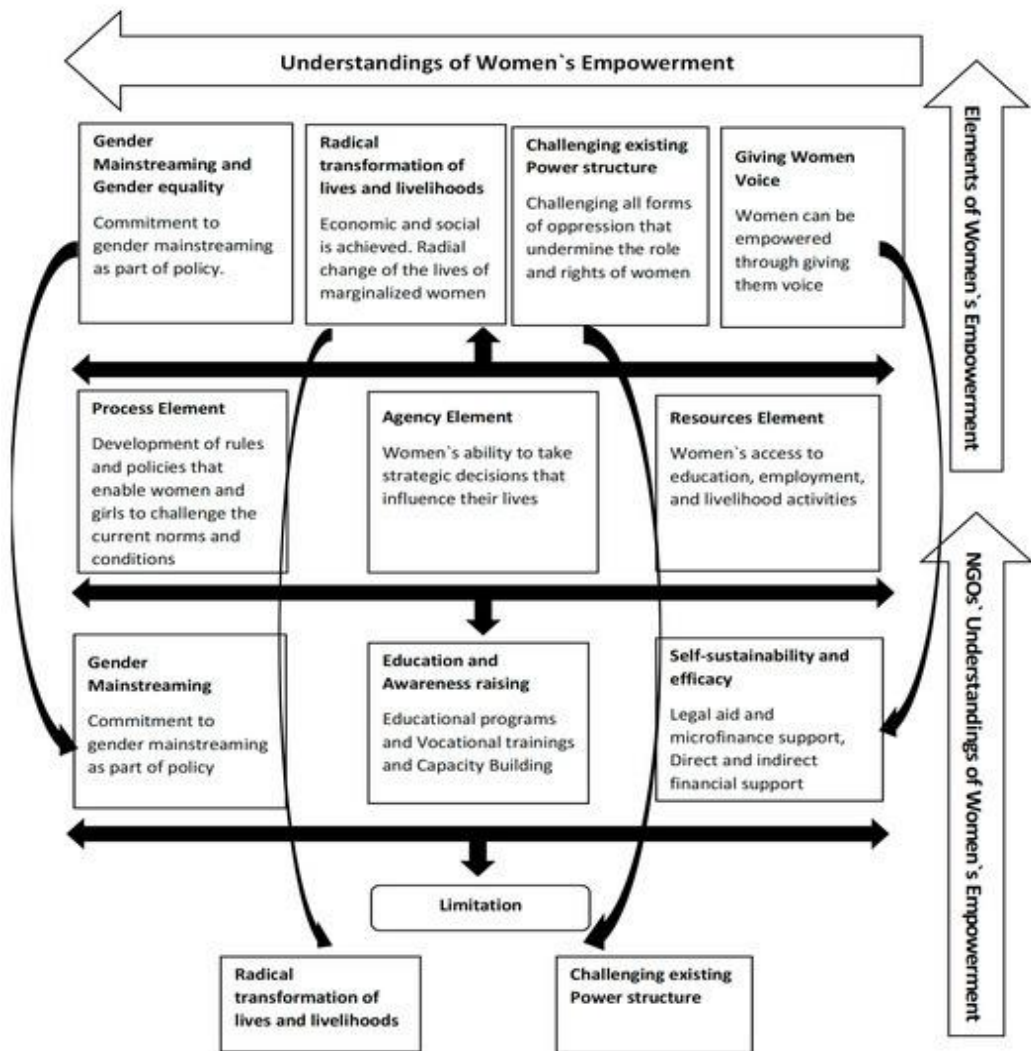 Understandings of Women`s Empowerment
Elements of Women`s Empowerment
Gender
Mainstreaming and
Gender equality
Commitment to
gender mainstreaming
as part of policy.
Radical
transformation of
lives and livelihoods
Economic and social
is achieved. Radial
change of the lives of
marginalized women
Challenging existing
Power structure
Challenging all forms
of oppression that
undermine the role
and rights of women
Giving Women
Voice
Women can be
empowered
through giving
them voice
Process Element
Development of rules
and policies that
enable women and
girls to challenge the
current norms and
conditions
Agency Element
Women`s ability to take
strategic decisions that
influence their lives
Resources Element
Women`s access to
education, employment,
and livelihood activities
NGOs` Understandings of Women`s Empowerment
Gender
Mainstreaming
Commitment to
gender mainstreaming
as part of policy
Education and
Awareness raising
Educational programs
and Vocational trainings
and Capacity Building
Self-sustainability and
efficacy
Legal aid and
microfinance support,
Direct and indirect
financial support
Limitation
Radical
transformation of
lives and livelihoods
Challenging existing
Power structure